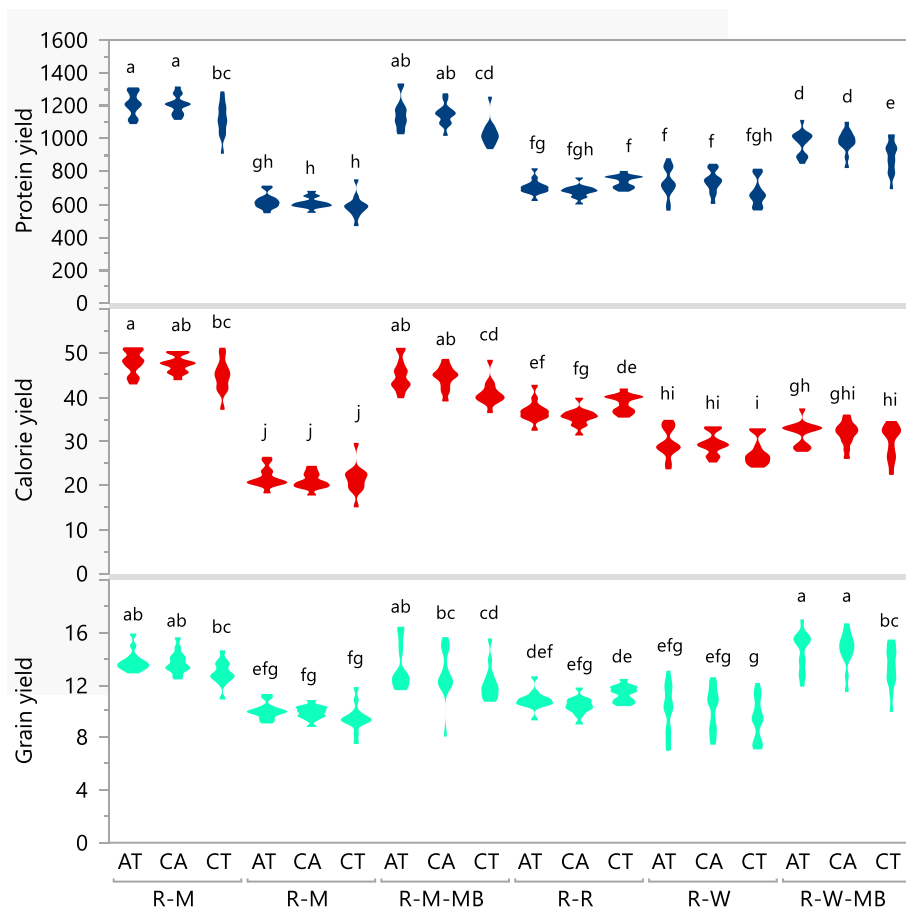 Protein yield
1600
1400
1200
1000
800
600
400
200
0
a a bc gh h h ab ab cd fg fgh f f f fgh d d e
Calorie yield
50
40
30
20
10
0
a ab bc j j j ab ab cd ef fg de hi hi i gh ghi hi
Grain yield
16
12
8
4
0
ab ab bc efg fg fg ab bc cd def efg de efg efg g a a bc
AT CA CT AT CA CT AT CA CT AT CA CT AT CA CT AT CA CT
R-M R-M R-M-MB R-R R-W R-W-MB